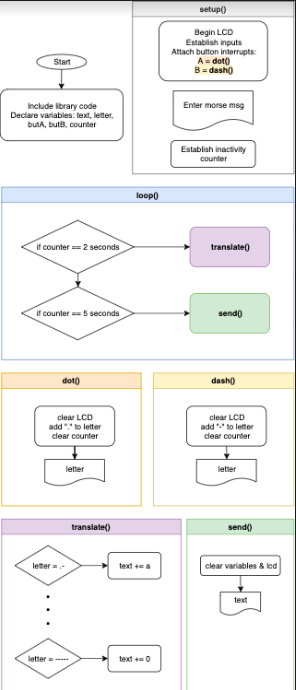 setup()
Begin LCD
Establish inputs
Attach button interrupts:
A = dot()
B = dash()
Start
Include library code
Declare variables: text, letter,
butA, butB, counter
Enter morse msg
Establish inactivity
counter
loop()
if counter == 2 seconds
translate()
if counter == 5 seconds
send()
dot()
clear LCD
add "." to letter
clear counter
letter
dash()
clear LCD
add "-" to letter
clear counter
letter
translate()
letter = .-
text += a
letter = -----
text += 0
send()
clear variables & lcd
text